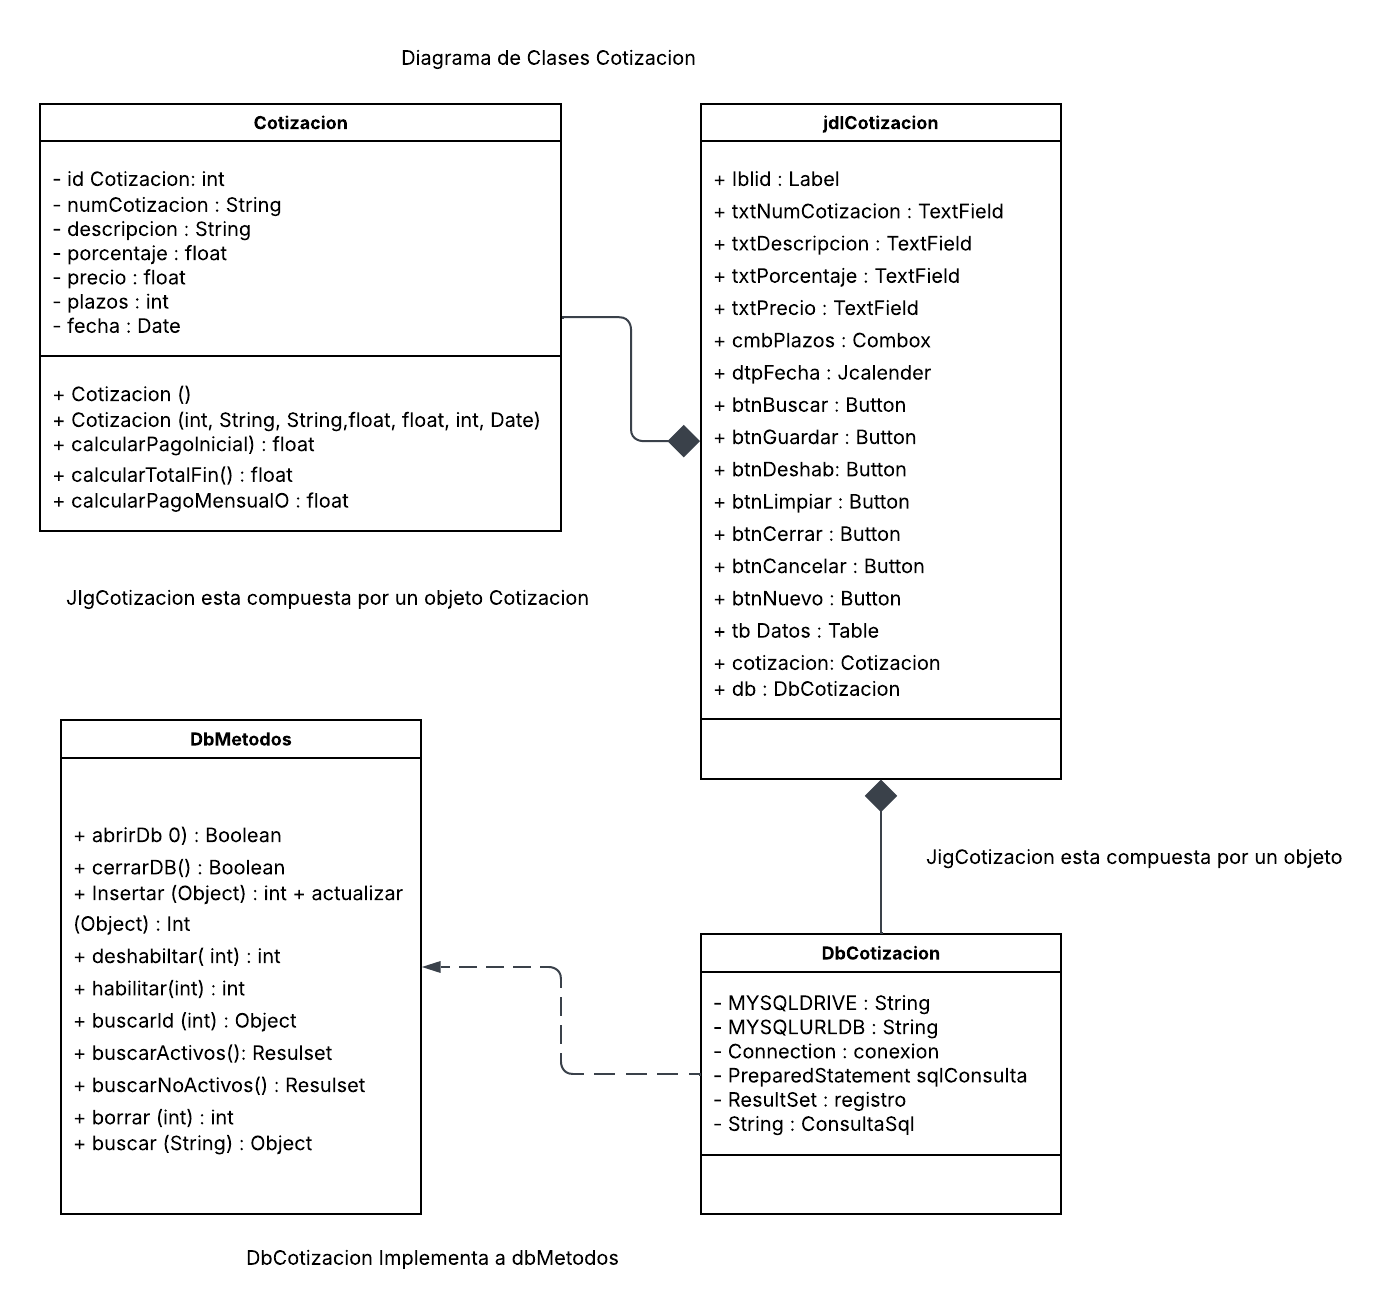 Diagrama de Clases Cotizacion
Cotizacion
- id Cotizacion: int
- numCotizacion : String
- descripcion : String
- porcentaje : float
- precio : float
- plazos : int
- fecha : Date
+ Cotizacion ()
+ Cotizacion (int, String, String,float, float, int, Date)
+ calcularPagoInicial) : float
+ calcularTotalFin() : float
+ calcularPagoMensualO : float
JIgCotizacion esta compuesta por un objeto Cotizacion
jdlCotizacion
+ lblid : Label
+ txtNumCotizacion : TextField
+ txtDescripcion : TextField
+ txtPorcentaje : TextField
+ txtPrecio : TextField
+ cmbPlazos : Combox
+ dtpFecha : Jcalender
+ btnBuscar : Button
+ btnGuardar : Button
+ btnDeshab: Button
+ btnLimpiar : Button
+ btnCerrar : Button
+ btnCancelar : Button
+ btnNuevo : Button
+ tb Datos : Table
+ cotizacion: Cotizacion
+ db : DbCotizacion
DbMetodos
+ abrirDb 0) : Boolean
+ cerrarDB() : Boolean
+ Insertar (Object) : int + actualizar
(Object) : Int
+ deshabiltar( int) : int
+ habilitar(int) : int
+ buscarId (int) : Object
+ buscarActivos(): Resulset
+ buscarNoActivos() : Resulset
+ borrar (int) : int
+ buscar (String) : Object
JigCotizacion esta compuesta por un objeto
DbCotizacion
- MYSQLDRIVE : String
- MYSQLURLDB : String
- Connection : conexion
- PreparedStatement sqlConsulta
- ResultSet : registro
- String : ConsultaSql
DbCotizacion Implementa a dbMetodos